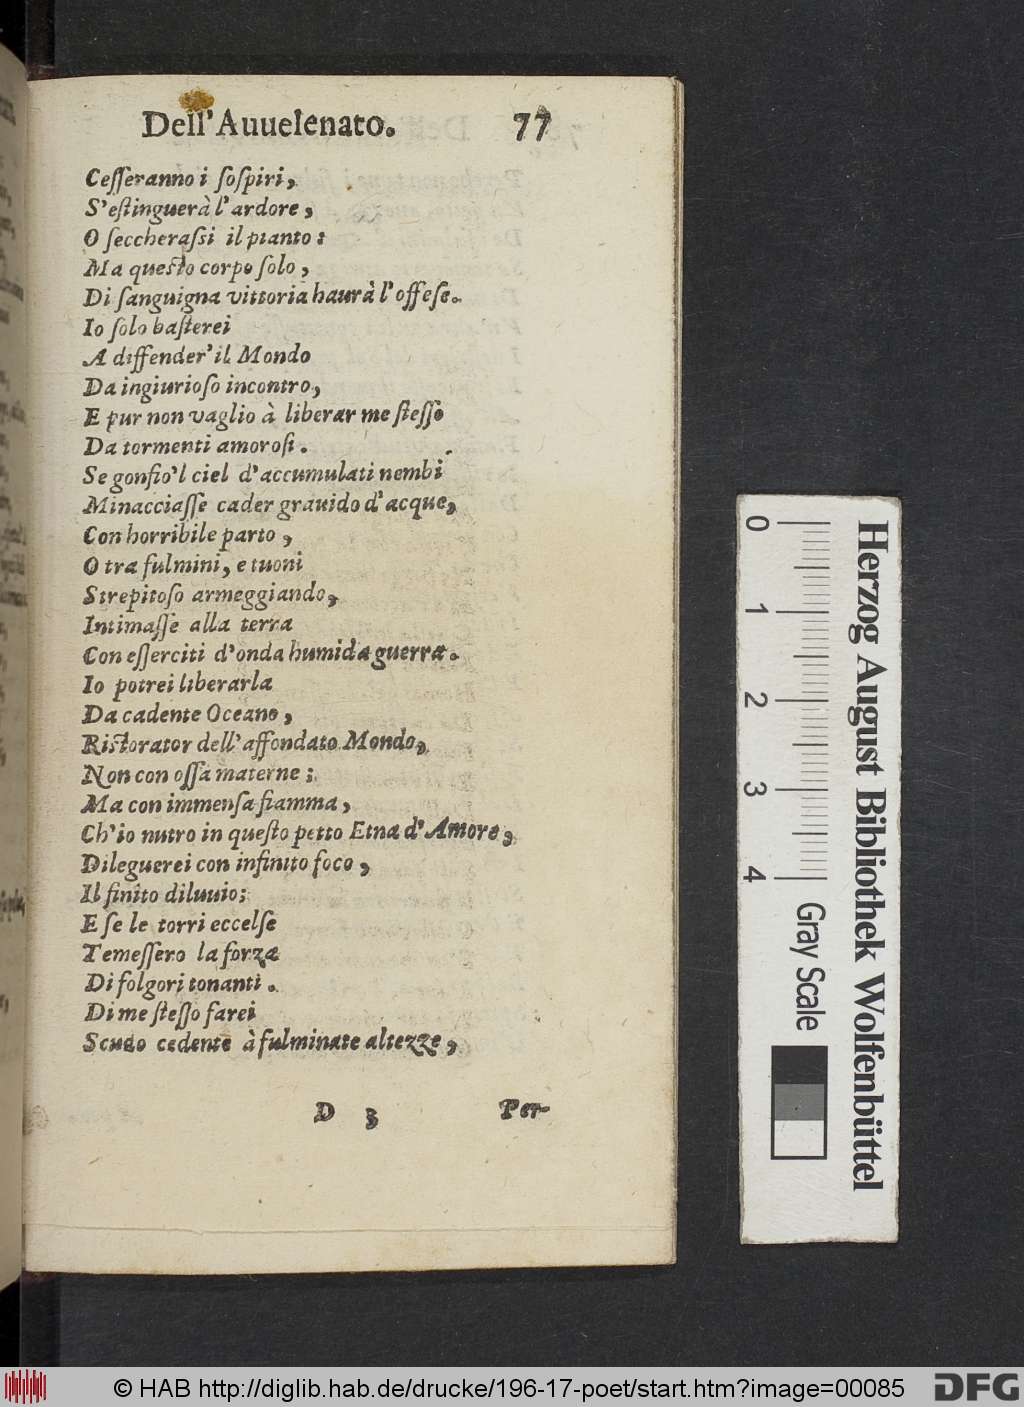 Dell'Auuelenato. 77
Ceſſeranno i ſoſpiri,
S'eſtinguerà l'ardore,
O ſeccheraſsi il pianto:
Ma queſto corpo ſolo,
Di ſanguigna vittoria haurà l'offeſe.
Io ſolo baſterei
A diffender'il Mondo
Da ingiurioſo incontro,
E pur non vaglio à liberar me ſteſſo
Da tormenti amoroſi.
Se gonfio'l ciel d'accumulati nembi
Minacciaſſe cader grauido d'acque,
Con horribile parto,
O tra fulmini, e tuoni
Strepitoſo armeggiando,
Intimaſſe alla terra
Con eſſerciti d'onda humida guerra.
Io potrei liberarla
Da cadente Oceano,
Riſtorator dell'affondato Mondo,
Non con oſſa materne;
Ma con immenſa fiamma,
Ch'io nutro in queſto petto Etna d'Amore,
Dileguerei con infinito foco,
Il finito diluuio;
E ſe le torri eccelſe
Temeſſero la forza
Di folgori tonanti.
Di me ſteſſo farei
Scudo cedente à fulminate altezze,
D 3 Per-
0 1 2 3 4 Gray Scale
Herzog August Bibliothek Wolfenbüttel
© HAB http://diglib.hab.de/drucke/196-17-poet/start.htm?image=00085 DFG